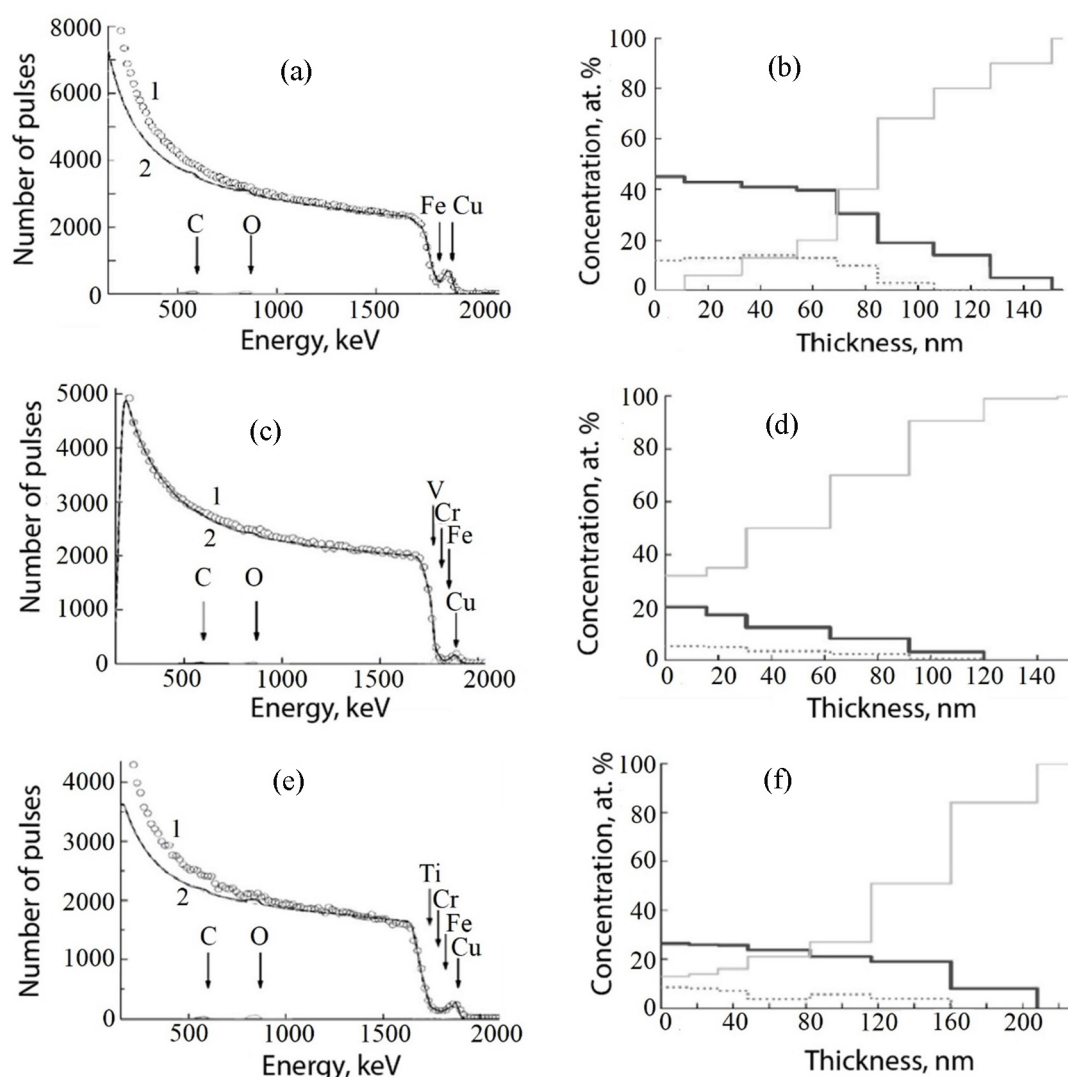 (a)
Number of pulses
8000
6000
4000
2000
0
1
2
C
O
Fe
Cu
500
1000
1500
2000
Energy, keV
(b)
Concentration, at. %
100
80
60
40
20
0
0
20
40
60
80
100
120
140
Thickness, nm
(c)
Number of pulses
5000
4000
3000
2000
1000
0
1
2
C
O
V
Cr
Fe
Cu
500
1000
1500
2000
Energy, keV
(d)
Concentration, at. %
100
80
60
40
20
0
0
20
40
60
80
100
120
140
Thickness, nm
(e)
Number of pulses
4000
3000
2000
1000
0
1
2
C
O
Ti
Cr
Fe
Cu
500
1000
1500
2000
Energy, keV
(f)
Concentration, at. %
100
80
60
40
20
0
0
40
80
120
160
200
Thickness, nm